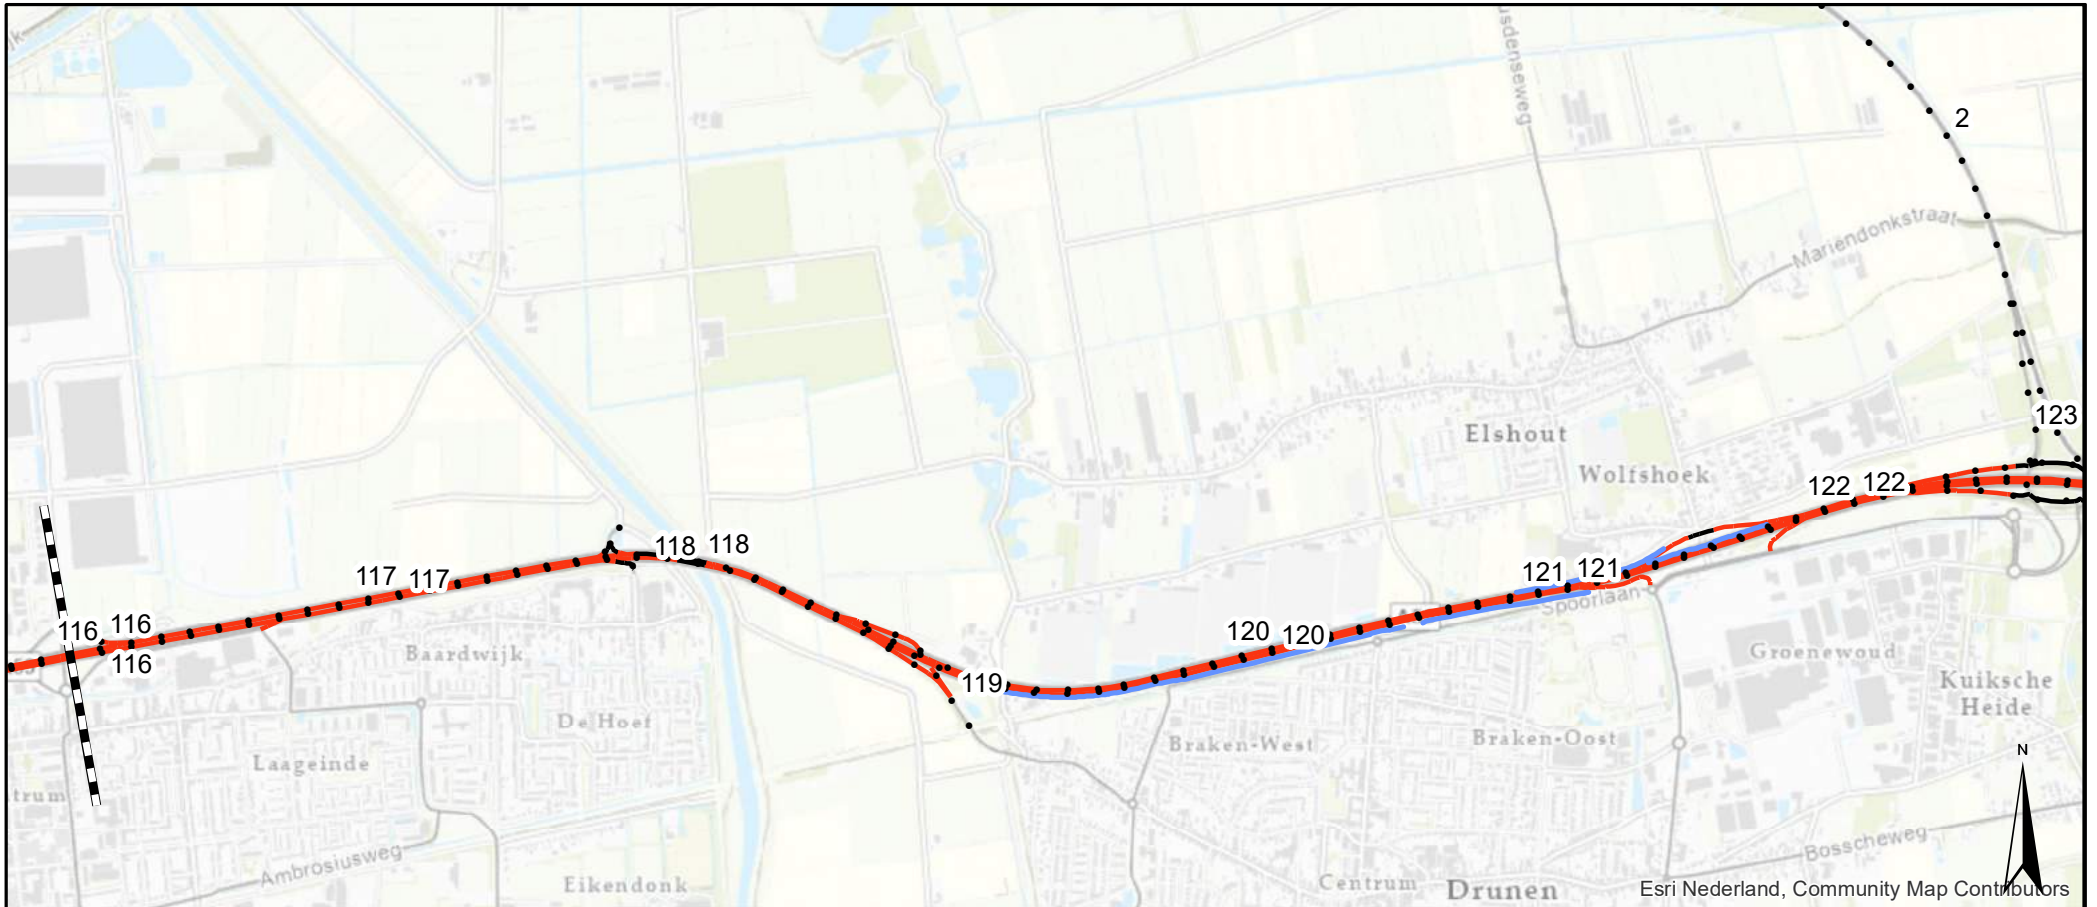 usdenseweg
2
Mariendonkstraat
123
Elshout
Wolfshoek
122 122
118 118
117 117
121 121
Spoorlaan
116 116
116
120 120
Baardwijk
Groenewoud
119
Kuiksche
Heide
De Hoef
Braken-West
Braken-Oost
Laageinde
N
trum
Ambrosiusweg
Bosscheweg
Eikendonk
Centrum
Drunen
Esri Nederland, Community Map Contributors